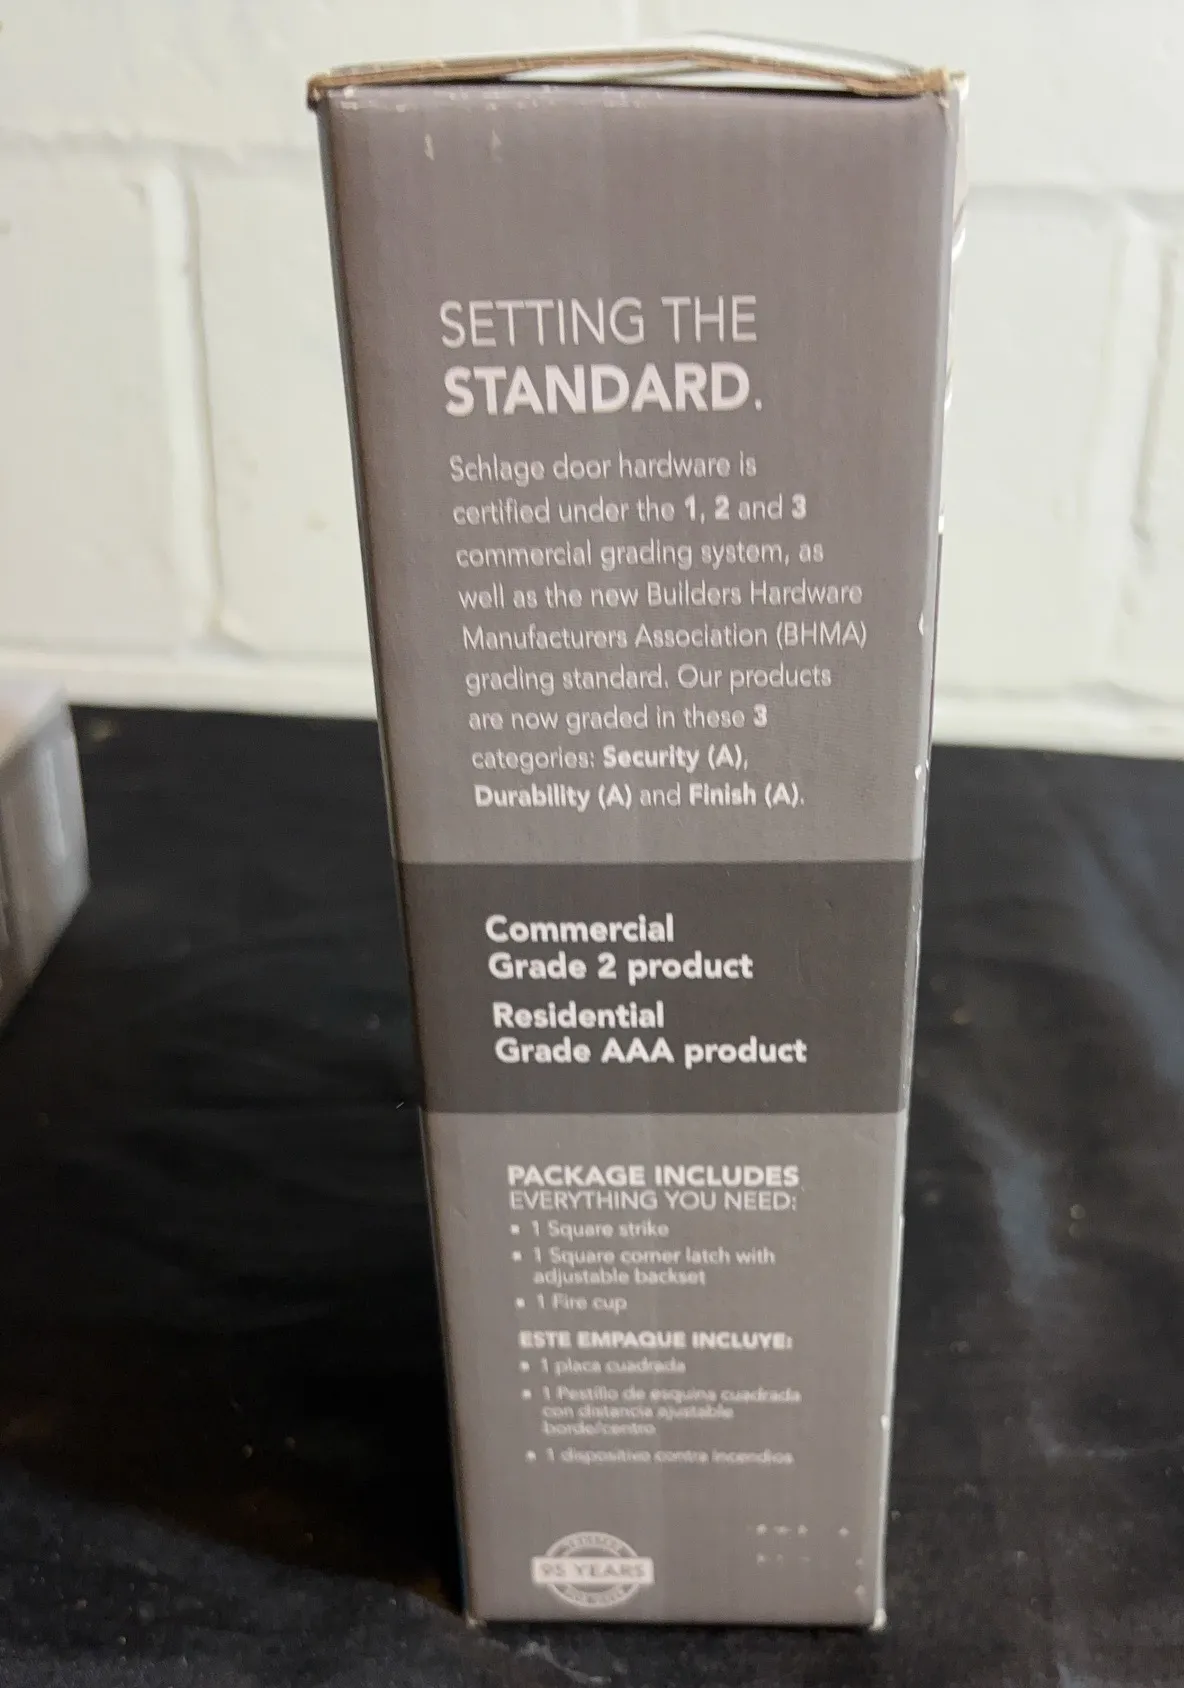 SETTING THE
STANDARD.
Schlage door hardware is
certified under the 1, 2 and 3
commercial grading system, as
well as the new Builders Hardware
Manufacturers Association (BHMA)
grading standard. Our products
are now graded in these 3
categories: Security (A),
Durability (A) and Finish (A).
Commercial
Grade 2 product
Residential
Grade AAA product
PACKAGE INCLUDES
EVERYTHING YOU NEED:
▪ 1 Square strike
▪ 1 Square corner latch with
adjustable backset
▪ 1 Fire cup
ESTE EMPAQUE INCLUYE:
▪ 1 placa cuadrada
▪ 1 Pestillo de esquina cuadrada
con distancia ajustable
borde/centro
▪ 1 dispositivo contra incendios
95 YEARS